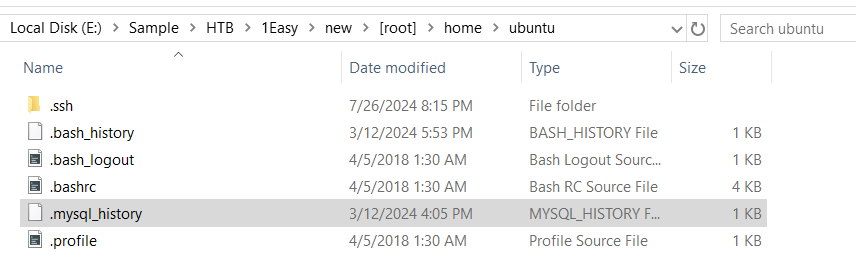 Local Disk (E:) > Sample > HTB > 1Easy > new > [root] > home > ubuntu Search ubuntu
Name Date modified Type Size
.ssh 7/26/2024 8:15 PM File folder
.bash_history 3/12/2024 5:53 PM BASH_HISTORY File 1 KB
.bash_logout 4/5/2018 1:30 AM Bash Logout Sourc... 1 KB
.bashrc 4/5/2018 1:30 AM Bash RC Source File 4 KB
.mysql_history 3/12/2024 4:05 PM MYSQL_HISTORY F... 1 KB
.profile 4/5/2018 1:30 AM Profile Source File 1 KB